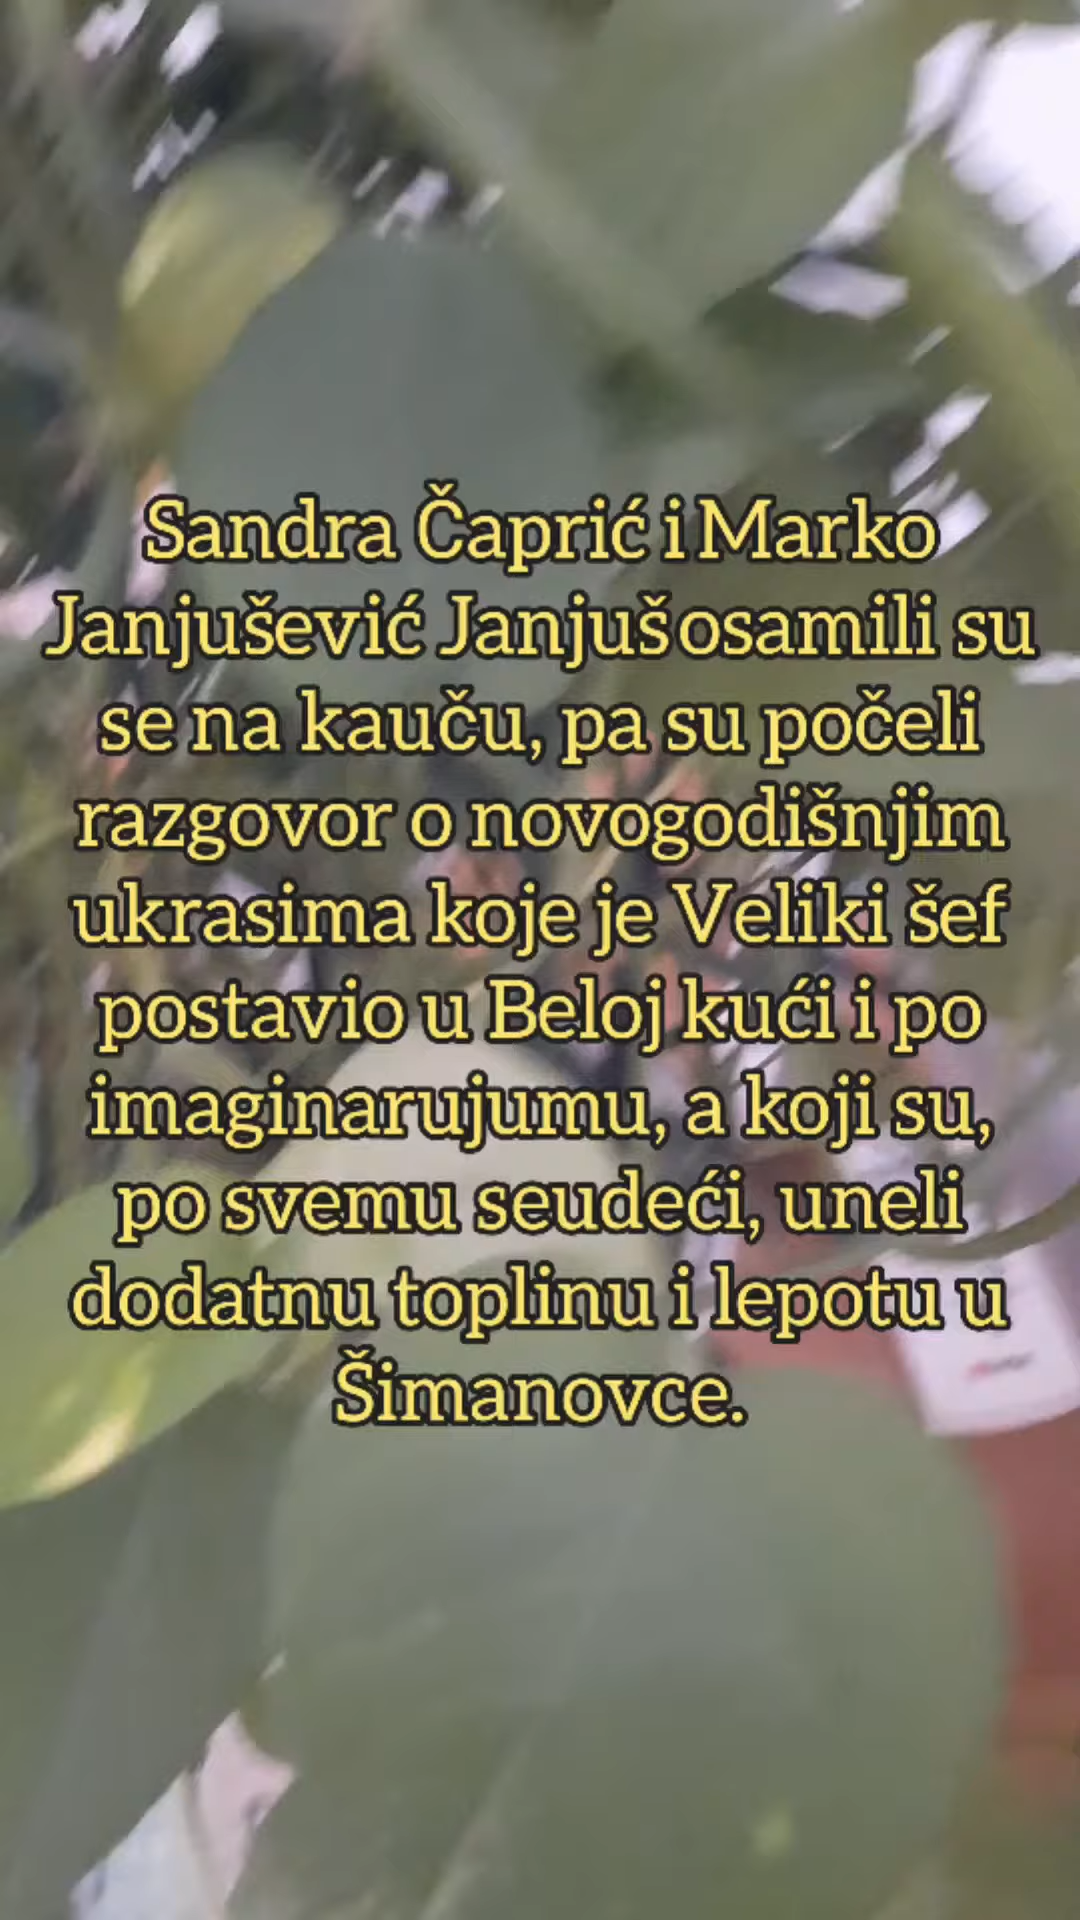 Sandra Čaprić i Marko
Janjušević Janjuš osamili su
se na kauču, pa su počeli
razgovor o novogodišnjim
ukrasima koje je Veliki šef
postavio u Beloj kući i po
imaginarujumu, a koji su,
po svemu seudeći, uneli
dodatnu toplinu i lepotu u
Šimanovce.